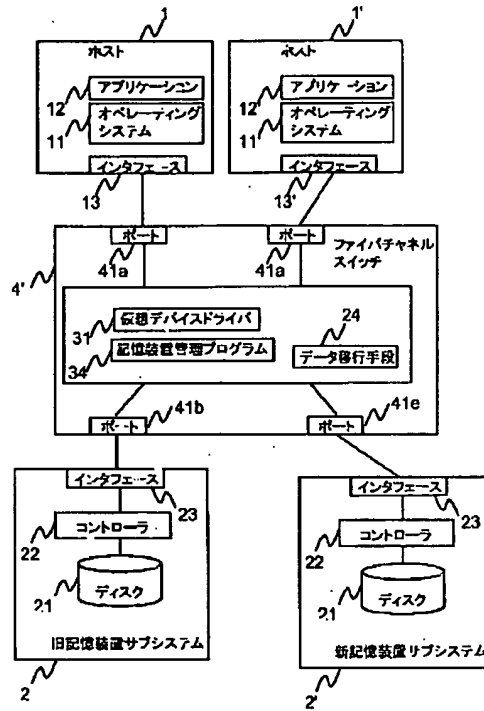 1
1'
ホスト
ホスト
アプリケーション
アプリケーション
12
12'
オペレーティング
システム
オペレーティング
システム
11
11
インタフェース
インタフェース
13
13'
ポート
ポート
ファイバチャネル
スイッチ
41a
41a
4'
仮想デバイスドライバ
24
31
記憶装置管理プログラム
データ移行手段
34
41b
41e
ポート
ポート
インタフェース
インタフェース
23
23
コントローラ
コントローラ
22
22
ディスク
ディスク
21
21
旧記憶装置サブシステム
新記憶装置サブシステム
2
2'